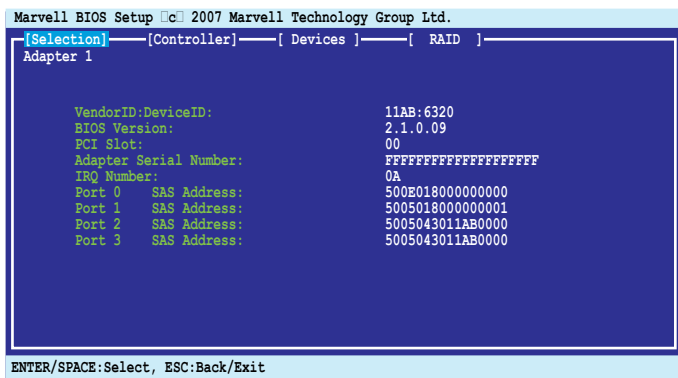 Marvell BIOS Setup □c□ 2007 Marvell Technology Group Ltd.
[Selection] [Controller] [ Devices ] [ RAID ]
Adapter 1
VendorID:DeviceID: 11AB:6320
BIOS Version: 2.1.0.09
PCI Slot: 00
Adapter Serial Number: FFFFFFFFFFFFFFFFFFFF
IRQ Number: 0A
Port 0 SAS Address: 500E018000000000
Port 1 SAS Address: 5005018000000001
Port 2 SAS Address: 5005043011AB0000
Port 3 SAS Address: 5005043011AB0000
ENTER/SPACE:Select, ESC:Back/Exit